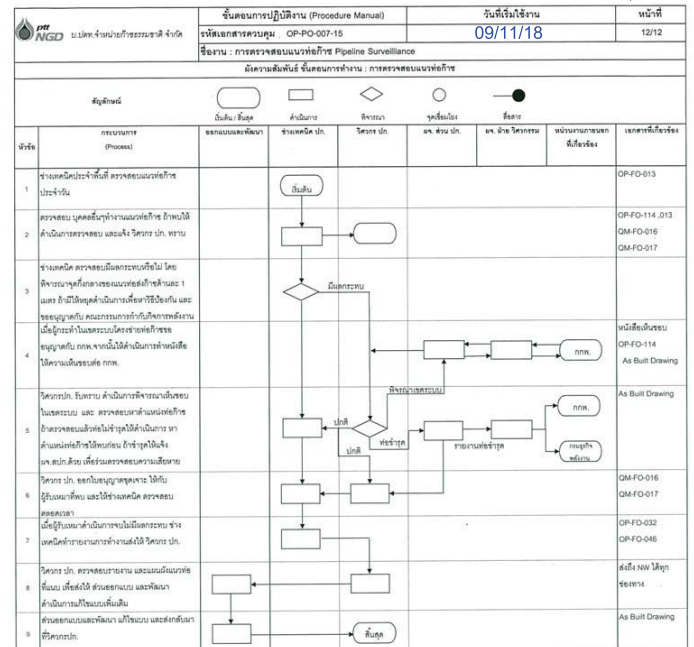 ptt
NGD
บ.ปตท.จำหน่ายก๊าซธรรมชาติ จำกัด
ขั้นตอนการปฏิบัติงาน (Procedure Manual)
วันที่เริ่มใช้งาน
หน้าที่
รหัสเอกสารควบคุม OP-PO-007-15
09/11/18
12/12
ชื่องาน : การตรวจสอบแนวท่อก๊าซ Pipeline Surveillance
ผังความสัมพันธ์ ขั้นตอนการทำงาน : การตรวจสอบแนวท่อก๊าซ
สัญลักษณ์
เริ่มต้น / สิ้นสุด
ดำเนินการ
พิจารณา
จุดเชื่อมโยง
สื่อสาร
หัวข้อ
กระบวนการ
(Process)
ออกแบบและพัฒนา
ช่างเทคนิค ปก.
วิศวกร ปก.
ผจ. ส่วน ปก.
ผจ. ฝ่าย วิศวกรรม
หน่วยงานภายนอก
ที่เกี่ยวข้อง
เอกสารที่เกี่ยวข้อง
1
ช่างเทคนิคประจำพื้นที่ ตรวจสอบแนวท่อก๊าซ
ประจำวัน
เริ่มต้น
OP-FO-013
2
ตรวจสอบ บุคคลอื่นๆทำงานแนวท่อก๊าซ ถ้าพบให้
ดำเนินการตรวจสอบ และแจ้ง วิศวกร ปก. ทราบ
OP-FO-114 ,013
QM-FO-016
QM-FO-017
3
ช่างเทคนิค ตรวจสอบมีผลกระทบหรือไม่ โดย
พิจารณาจุดกึ่งกลางของแนวท่อส่งก๊าซด้านละ 1
เมตร ถ้ามีให้หยุดดำเนินการเพื่อหาวิธีป้องกัน และ
ขออนุญาตกับ คณะกรรมการกำกับกิจการพลังงาน
มีผลกระทบ
4
เมื่อผู้กระทำในเขตระบบโครงข่ายท่อก๊าซขอ
อนุญาตกับ กกพ.จากนั้นให้ดำเนินการทำหนังสือ
ให้ความเห็นชอบต่อ กกพ.
กกพ.
หนังสือเห็นชอบ
OP-FO-114
As Built Drawing
5
วิศวกรปก. รับทราบ ดำเนินการพิจารณาเห็นชอบ
ในเขตระบบ และ ตรวจสอบหาตำแหน่งท่อก๊าซ
ถ้าตรวจสอบแล้วท่อไม่ชำรุดให้ดำเนินการ หา
ตำแหน่งท่อก๊าซให้พบก่อน ถ้าชำรุดให้แจ้ง
ผจ.สปก.ด้วย เพื่อร่วมตรวจสอบความเสียหาย
พิจรณาเขตระบบ
ปกติ
ปกติ
ท่อชำรุด
รายงานท่อชำรุด
กกพ.
กรมธุรกิจ
พลังงาน
As Built Drawing
6
วิศวกร ปก. ออกใบอนุญาตขุดเจาะ ให้กับ
ผู้รับเหมาที่พบ และให้ช่างเทคนิค ตรวจสอบ
ตลอดเวลา
QM-FO-016
QM-FO-017
7
เมื่อผู้รับเหมาดำเนินการจบไม่มีผลกระทบ ช่าง
เทคนิคทำรายงานการทำงานส่งให้ วิศวกร ปก.
OP-FO-032
OP-FO-046
8
วิศวกร ปก. ตรวจสอบรายงาน และแผนผังแนวท่อ
ที่แนบ เพื่อส่งให้ ส่วนออกแบบ และพัฒนา
ดำเนินการแก้ไขแบบเพิ่มเติม
ส่งถึง NW ได้ทุก
ช่องทาง
9
ส่วนออกแบบและพัฒนา แก้ไขแบบ และส่งกลับมา
ที่วิศวกรปก.
สิ้นสุด
As Built Drawing